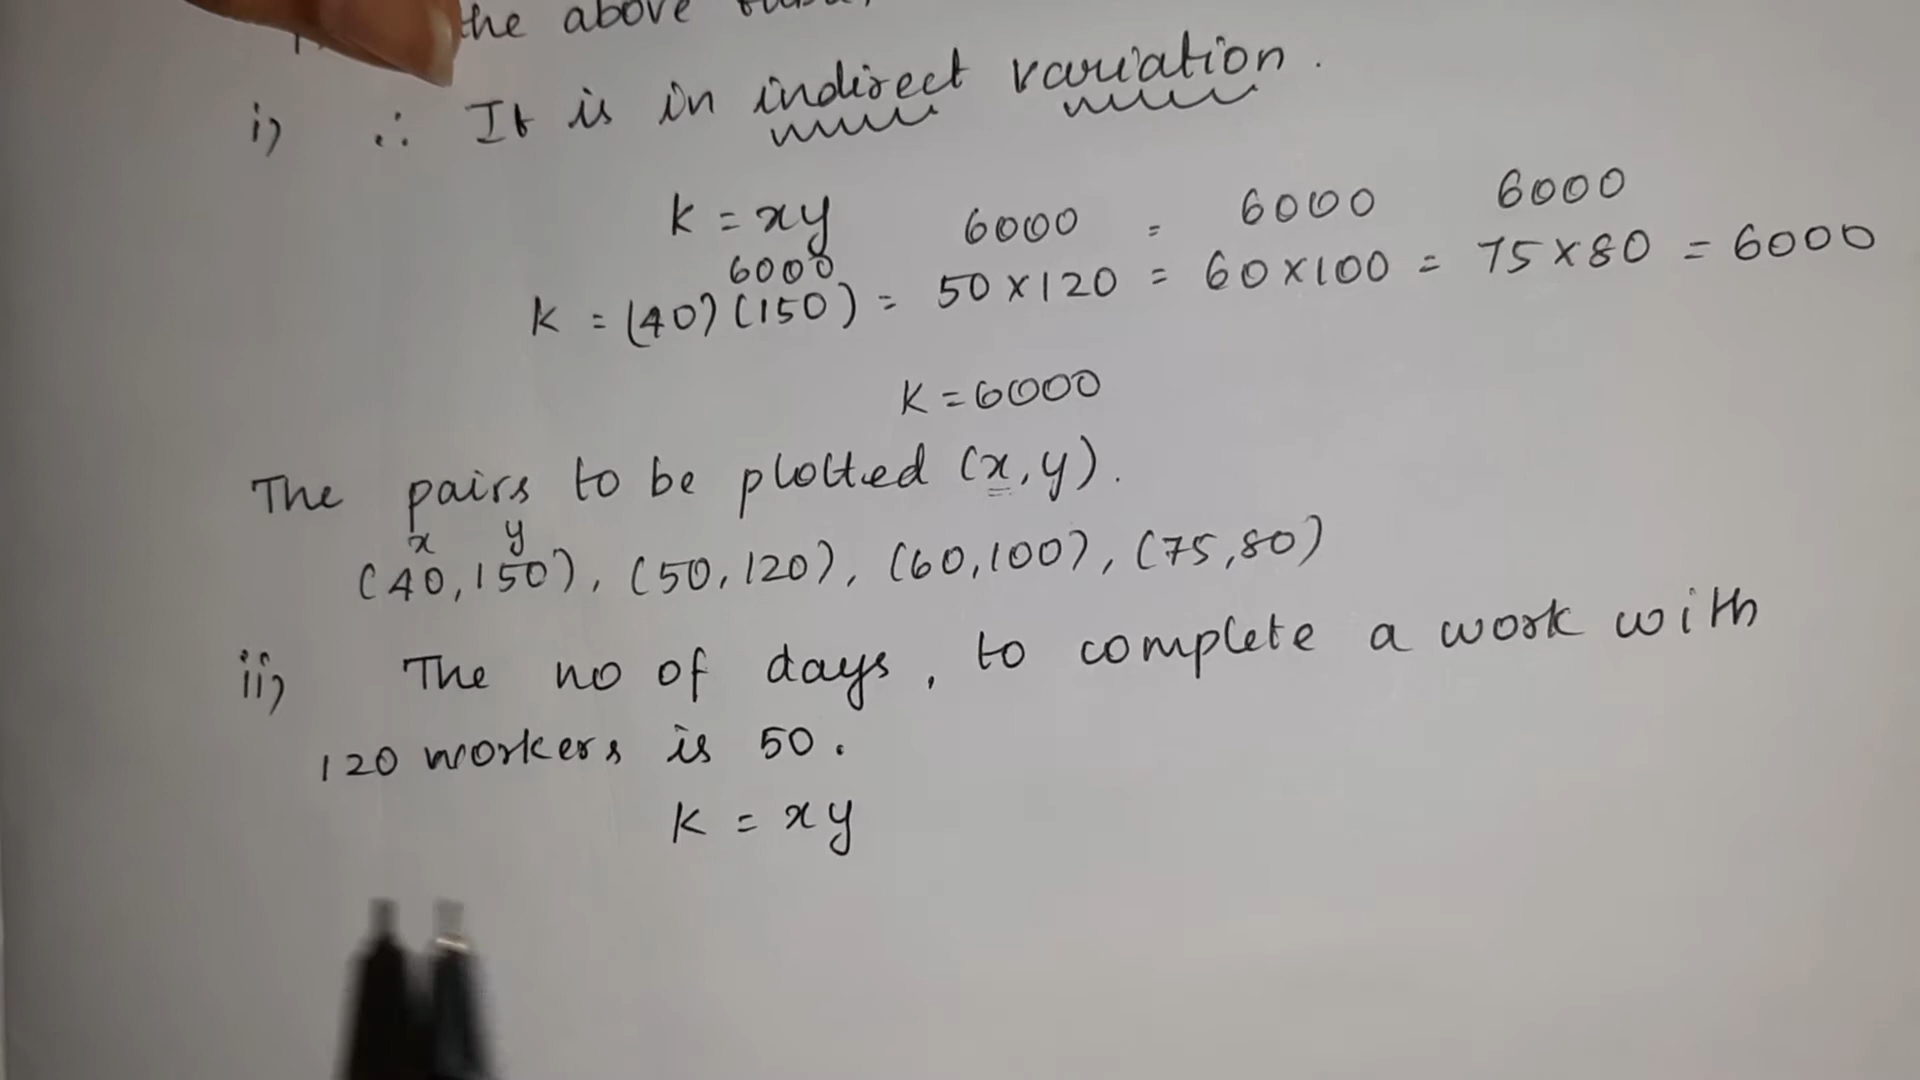 the above
i) ∴ It is in indirect variation.
k = xy 6000 = 6000 6000
6000
k = (40)(150) = 50×120 = 60×100 = 75×80 = 6000
k = 6000
The pairs to be plotted (x,y).
x y
(40,150), (50,120), (60,100), (75,80)
ii) The no of days, to complete a work with
120 workers is 50.
k = xy